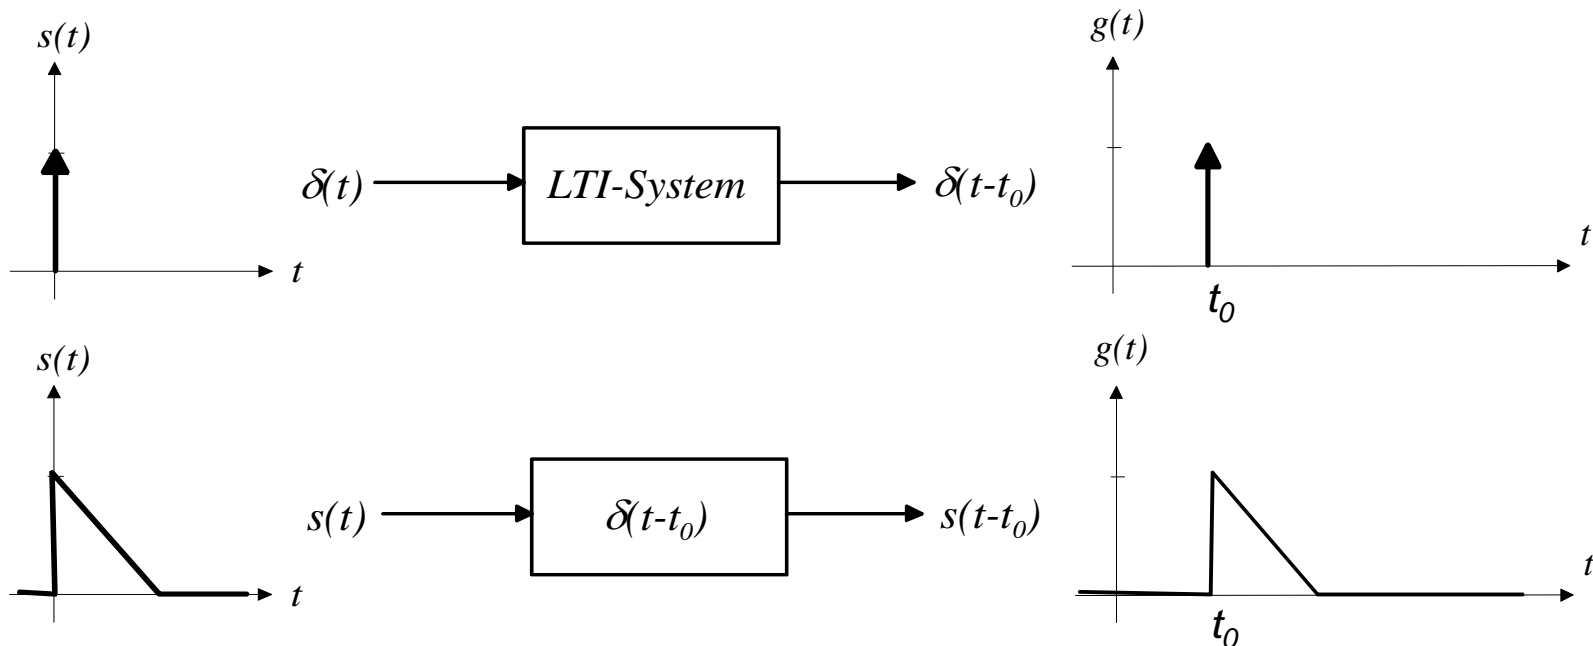 s(t)
g(t)
δ(t) LTI-System δ(t-t₀)
t
t
t₀
s(t)
g(t)
s(t) δ(t-t₀) s(t-t₀)
t
t
t₀